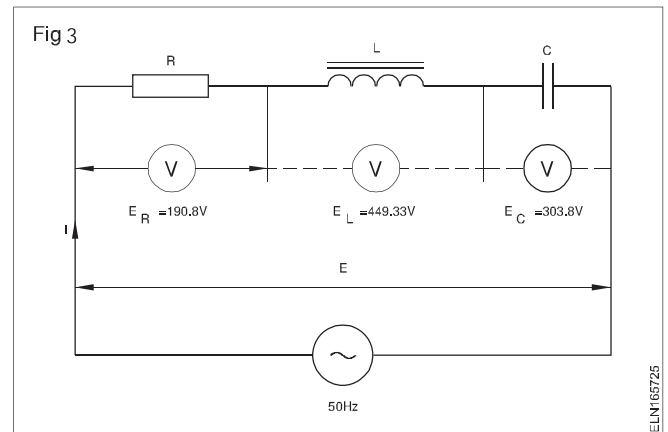 Fig 3
R
L
C
V
V
V
E R =190.8V
E L =449.33V
E C =303.8V
I
E
50Hz
ELN165725